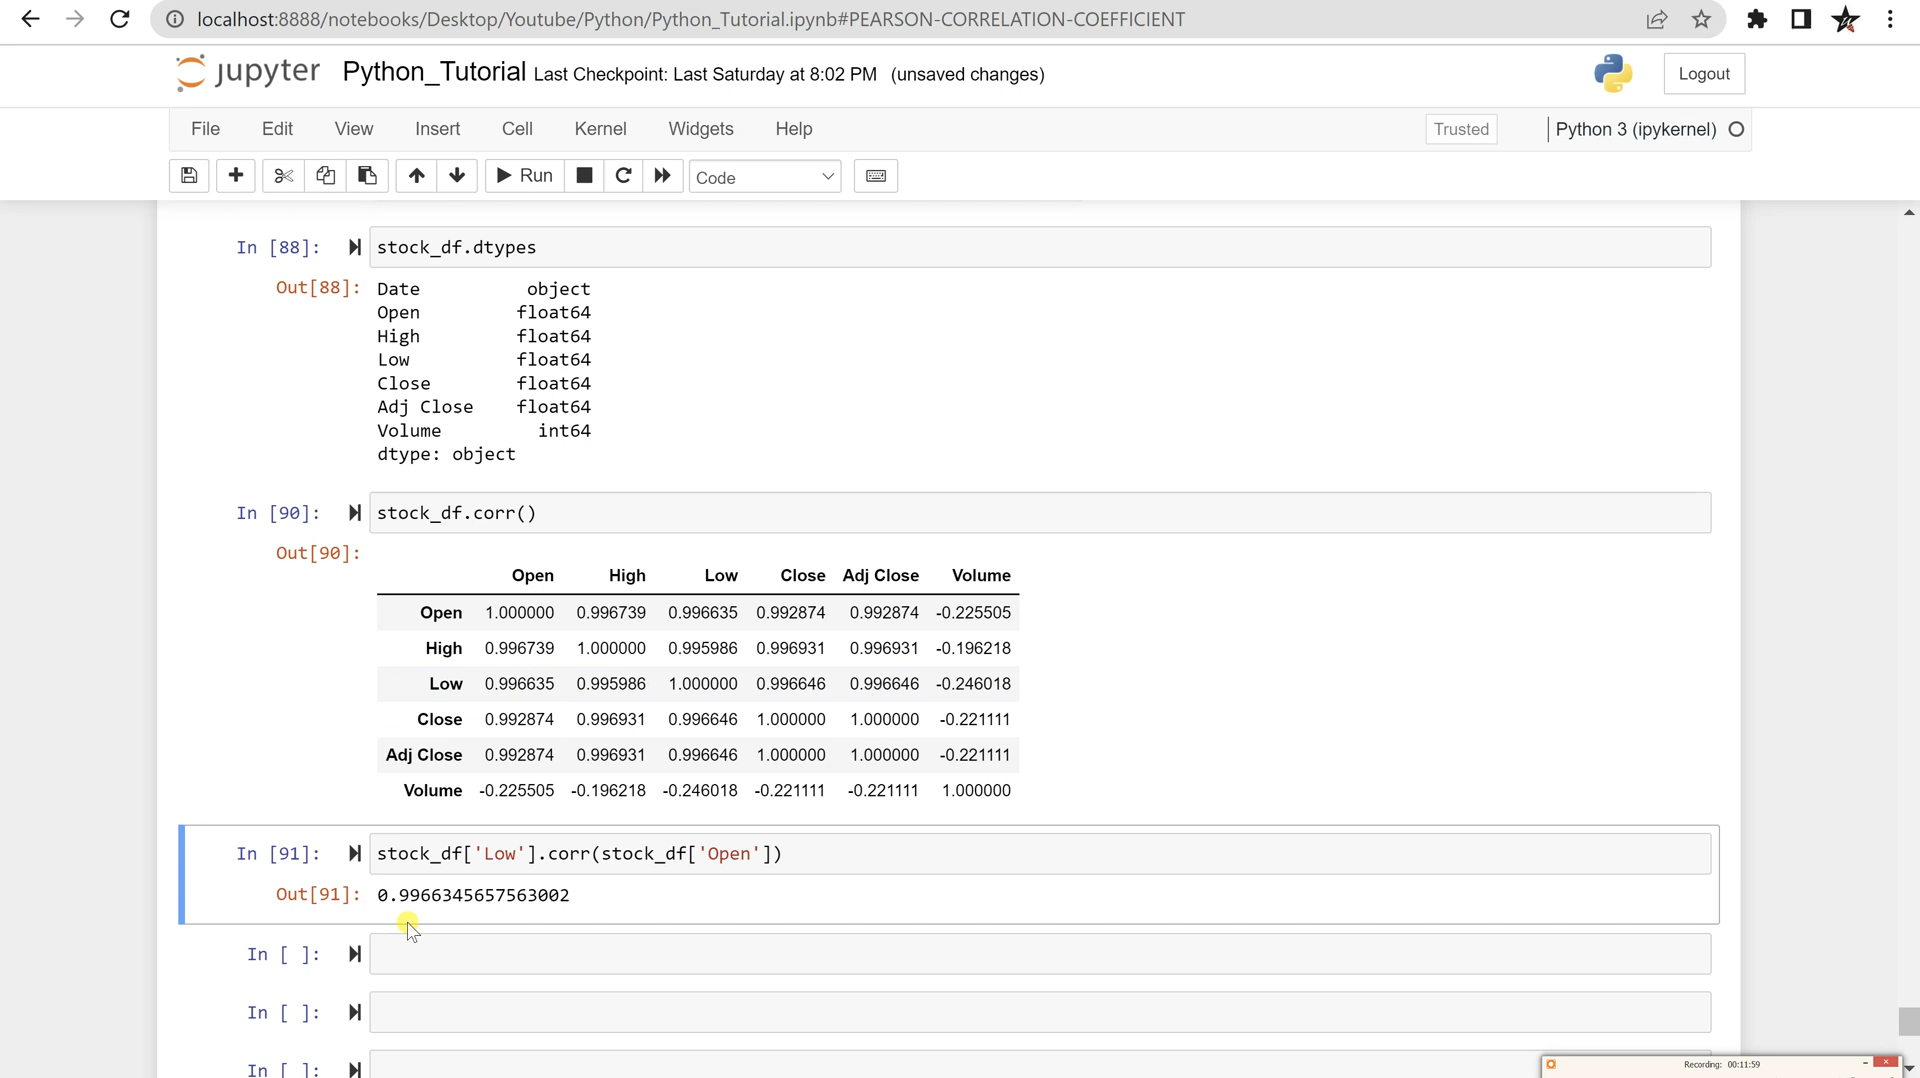 localhost:8888/notebooks/Desktop/Youtube/Python/Python_Tutorial.ipynb#PEARSON-CORRELATION-COEFFICIENT
jupyter Python_Tutorial Last Checkpoint: Last Saturday at 8:02 PM (unsaved changes) Logout
File Edit View Insert Cell Kernel Widgets Help Trusted Python 3 (ipykernel)
Run Code
In [88]: stock_df.dtypes
Out[88]: Date object
Open float64
High float64
Low float64
Close float64
Adj Close float64
Volume int64
dtype: object
In [90]: stock_df.corr()
Out[90]:
Open High Low Close Adj Close Volume
Open 1.000000 0.996739 0.996635 0.992874 0.992874 -0.225505
High 0.996739 1.000000 0.995986 0.996931 0.996931 -0.196218
Low 0.996635 0.995986 1.000000 0.996646 0.996646 -0.246018
Close 0.992874 0.996931 0.996646 1.000000 1.000000 -0.221111
Adj Close 0.992874 0.996931 0.996646 1.000000 1.000000 -0.221111
Volume -0.225505 -0.196218 -0.246018 -0.221111 -0.221111 1.000000
In [91]: stock_df['Low'].corr(stock_df['Open'])
Out[91]: 0.9966345657563002
In [ ]:
In [ ]:
In [ ]:
Recording: 00:11:59